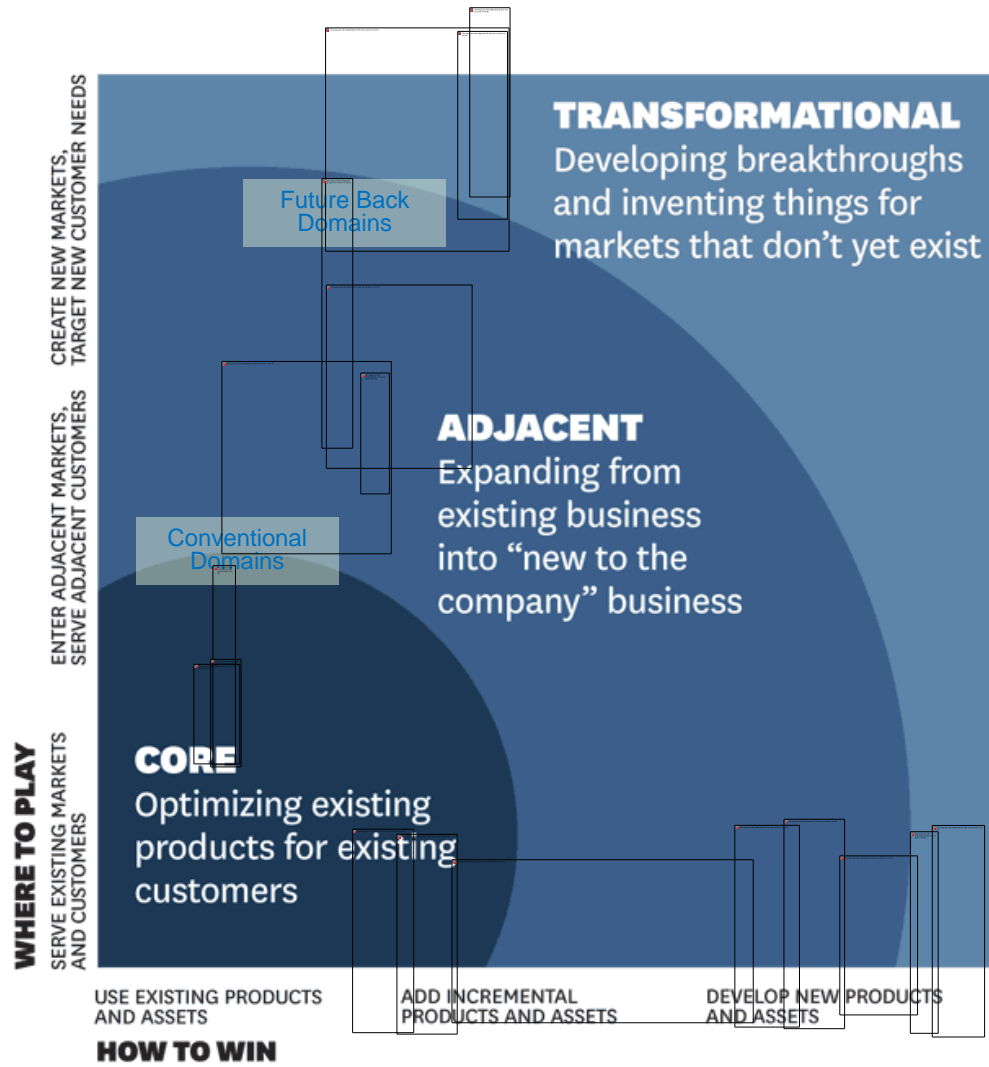 TRANSFORMATIONAL
Developing breakthroughs
and inventing things for
markets that don't yet exist
Future Back
Domains
ADJACENT
Expanding from
existing business
into "new to the
company" business
Conventional
Domains
CORE
Optimizing existing
products for existing
customers
WHERE TO PLAY
CREATE NEW MARKETS,
TARGET NEW CUSTOMER NEEDS
ENTER ADJACENT MARKETS,
SERVE ADJACENT CUSTOMERS
SERVE EXISTING MARKETS
AND CUSTOMERS
USE EXISTING PRODUCTS
AND ASSETS
ADD INCREMENTAL
PRODUCTS AND ASSETS
DEVELOP NEW PRODUCTS
AND ASSETS
HOW TO WIN